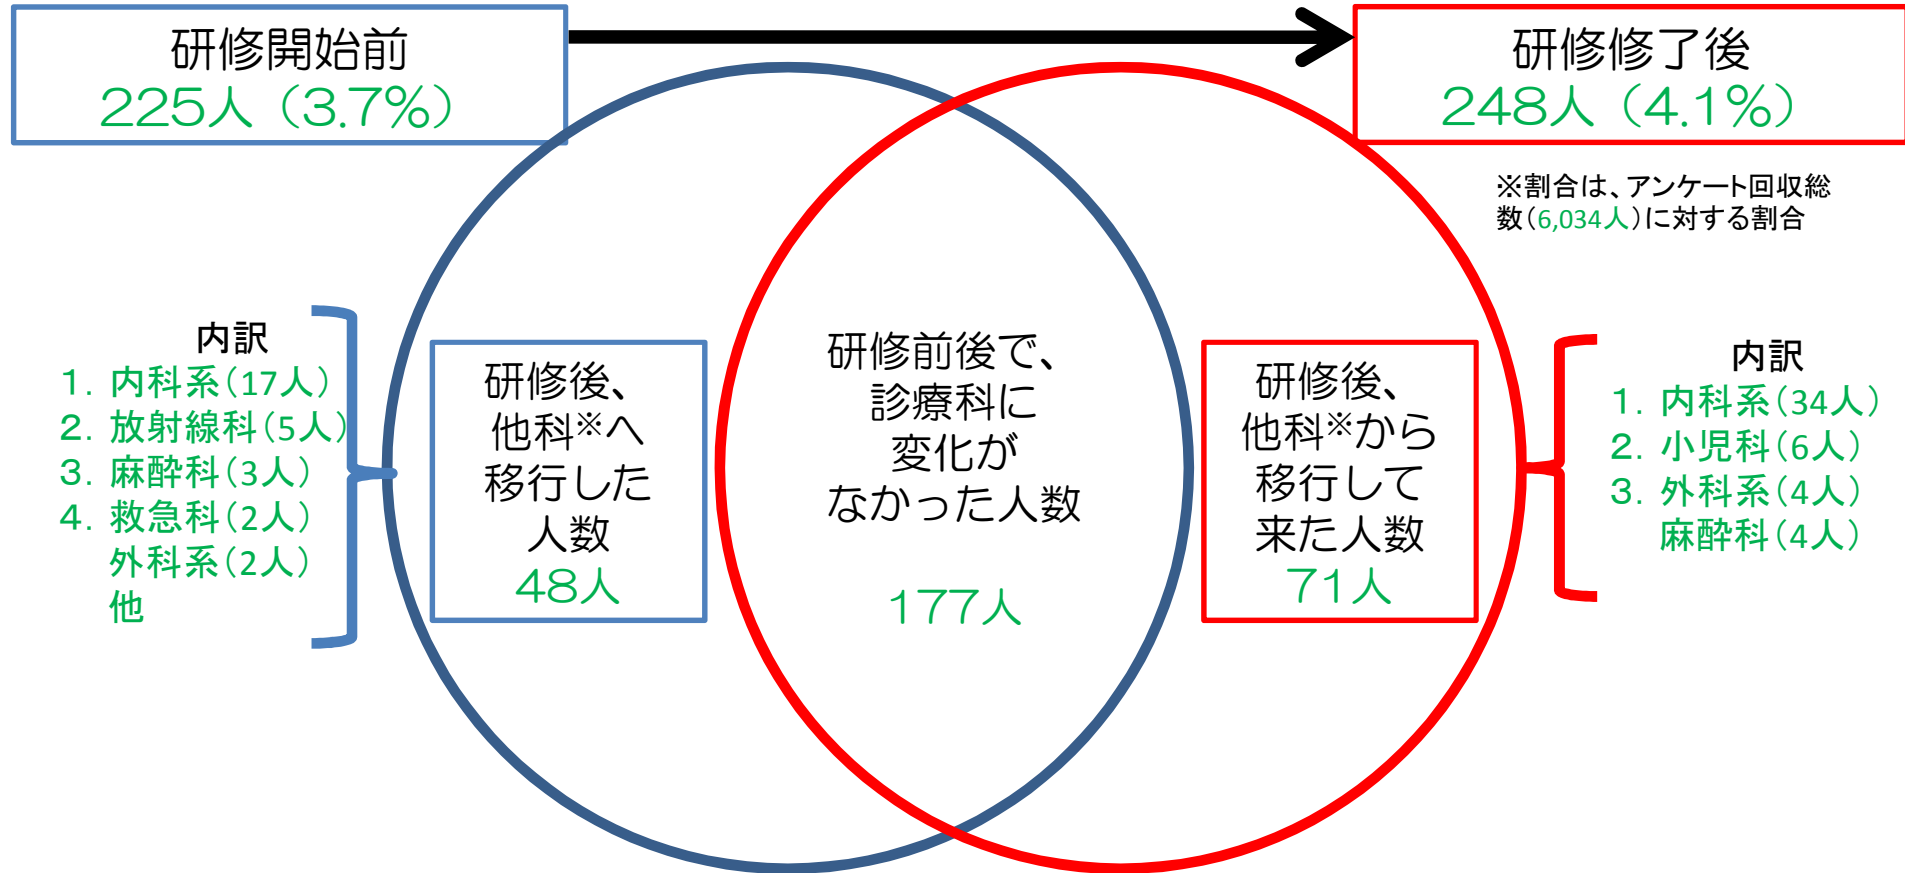 研修開始前
225人（3.7%）
研修修了後
248人（4.1%）
※割合は、アンケート回収総
数（6,034人）に対する割合
内訳
1．内科系（17人）
2．放射線科（5人）
3．麻酔科（3人）
4．救急科（2人）
外科系（2人）
他
研修後、
他科※へ
移行した
人数
48人
研修前後で、
診療科に
変化が
なかった人数
177人
研修後、
他科※から
移行して
来た人数
71人
内訳
1．内科系（34人）
2．小児科（6人）
3．外科系（4人）
麻酔科（4人）